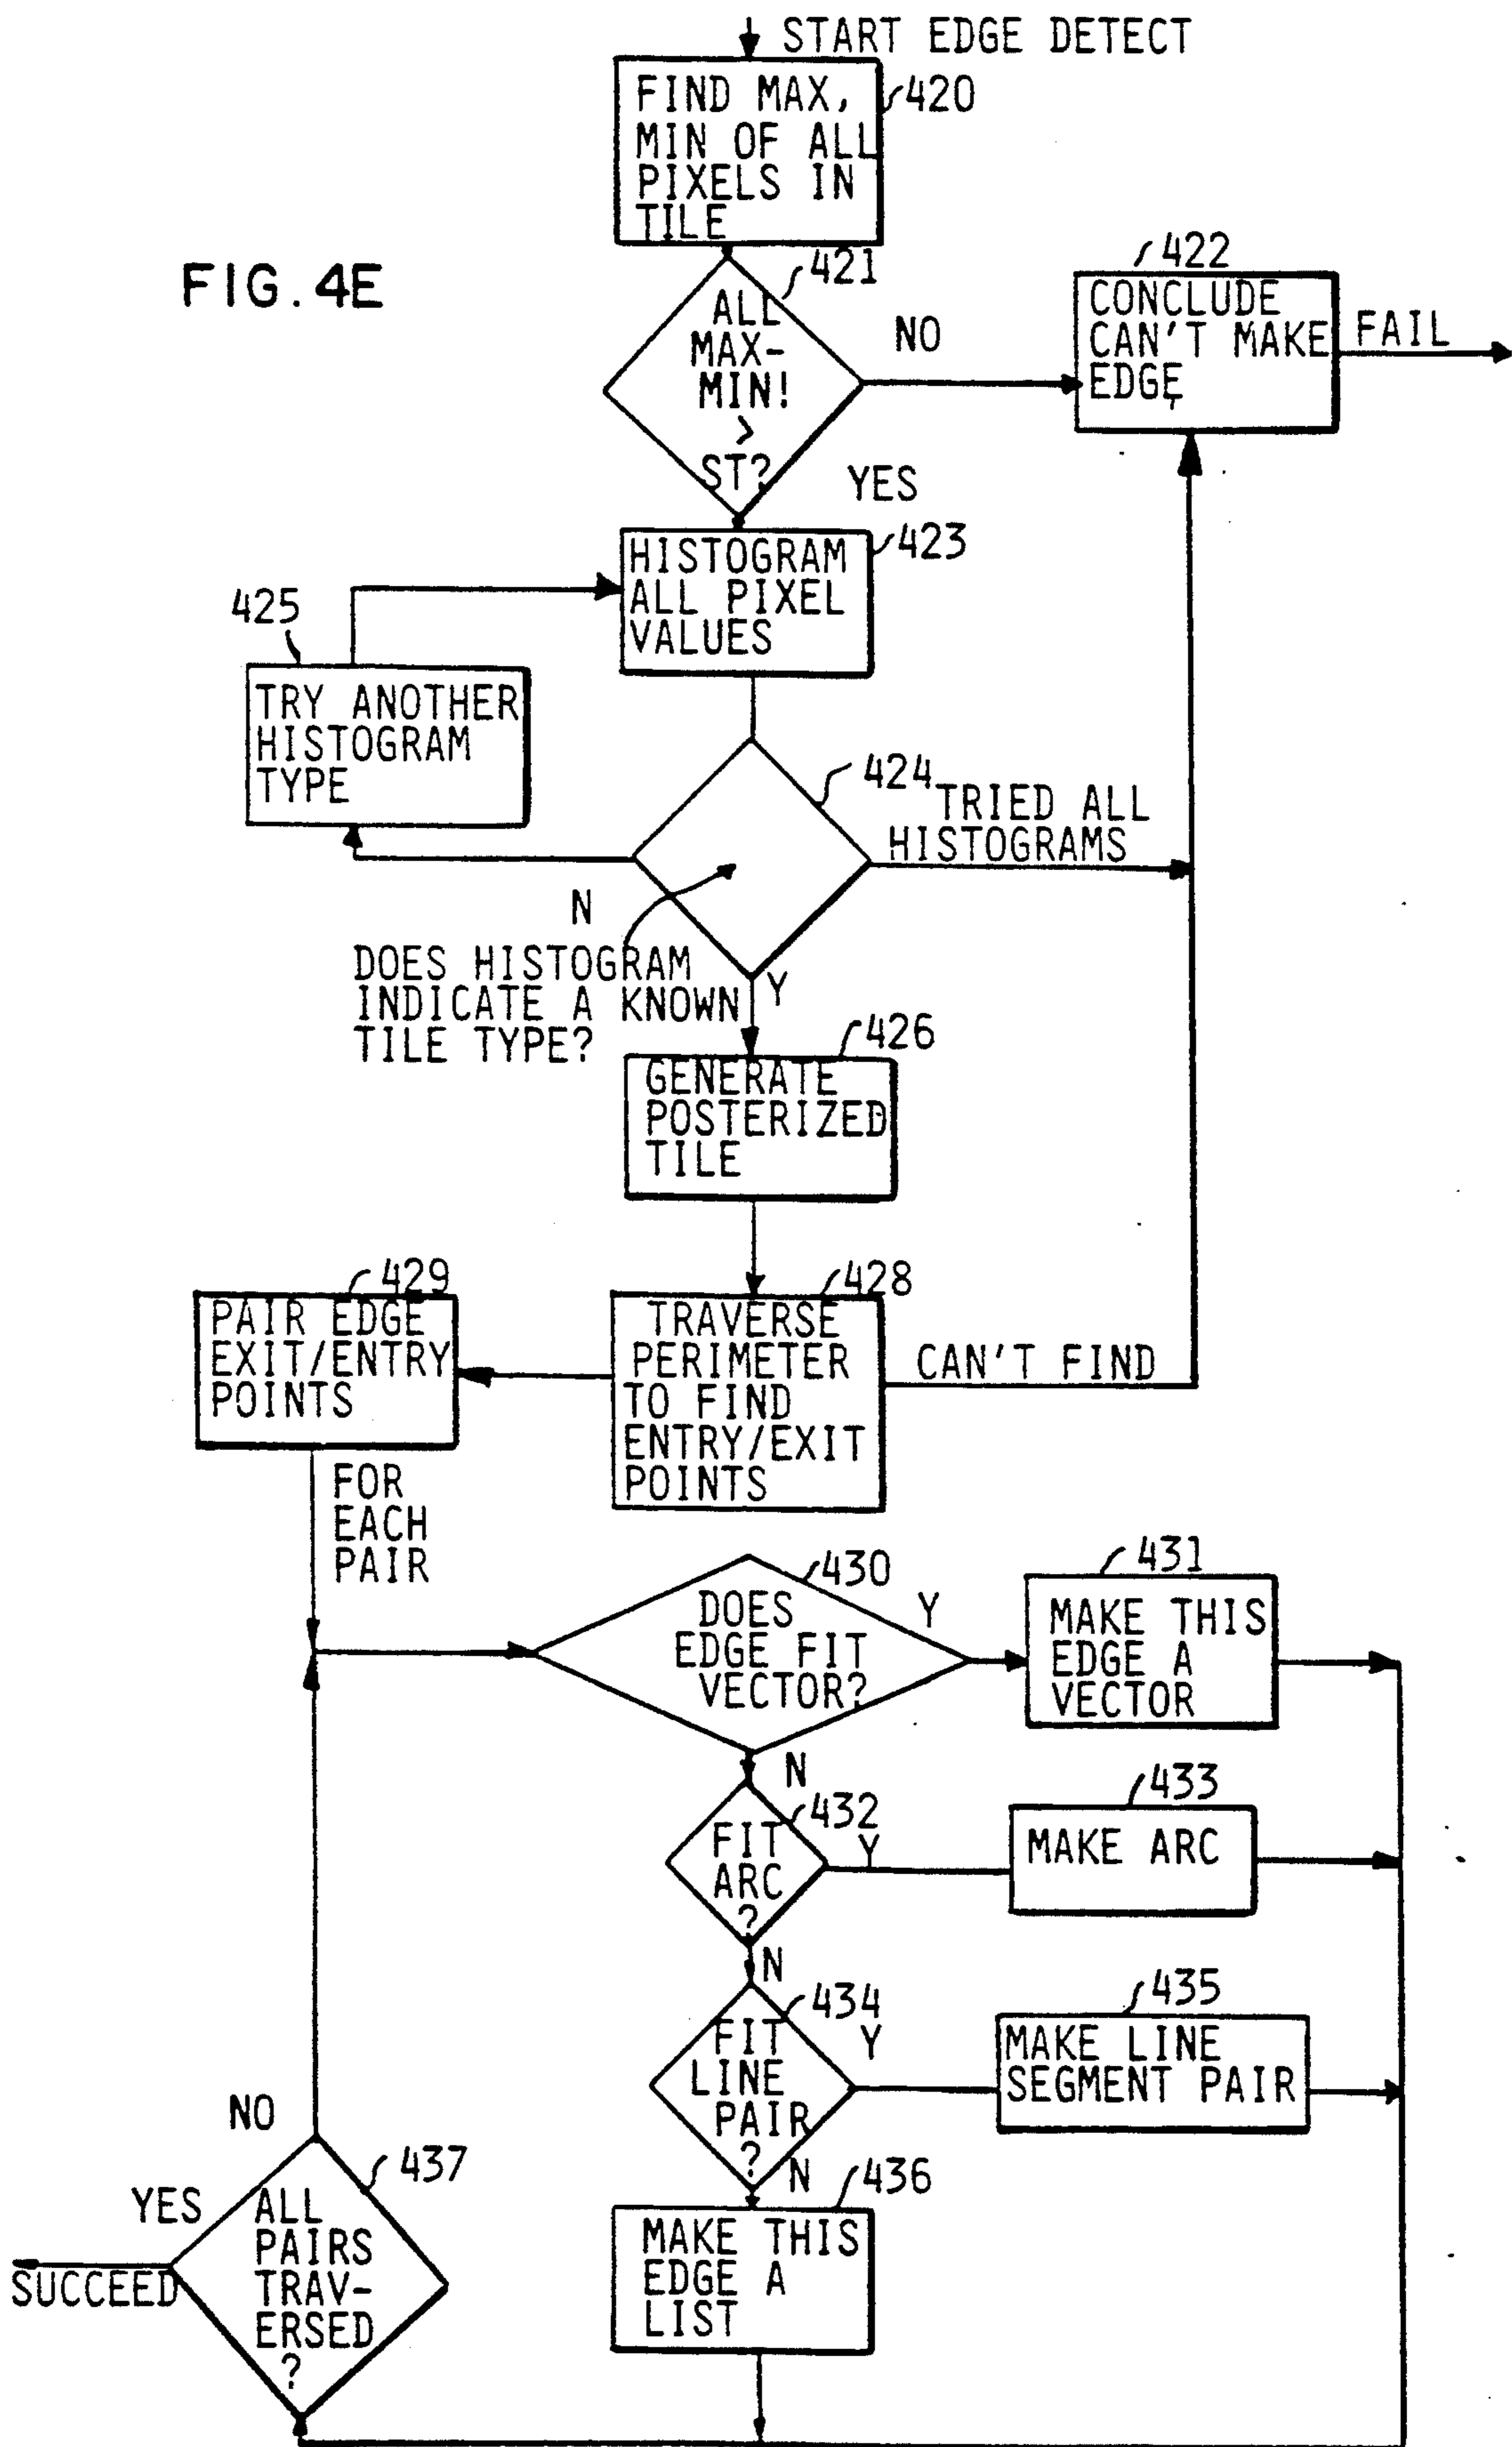 START EDGE DETECT
FIND MAX,
MIN OF ALL
PIXELS IN
TILE
420
FIG. 4E
421
ALL
MAX-
MIN!
>
ST?
NO
YES
422
CONCLUDE
CAN'T MAKE
EDGE
FAIL
HISTOGRAM
ALL PIXEL
VALUES
423
425
TRY ANOTHER
HISTOGRAM
TYPE
424
TRIED ALL
HISTOGRAMS
N
DOES HISTOGRAM
INDICATE A KNOWN
TILE TYPE?
Y
426
GENERATE
POSTERIZED
TILE
429
PAIR EDGE
EXIT/ENTRY
POINTS
428
TRAVERSE
PERIMETER
TO FIND
ENTRY/EXIT
POINTS
CAN'T FIND
FOR
EACH
PAIR
430
DOES
EDGE FIT
VECTOR?
Y
431
MAKE THIS
EDGE A
VECTOR
N
432
FIT
ARC
?
Y
433
MAKE ARC
N
434
FIT
LINE
PAIR
?
Y
435
MAKE LINE
SEGMENT PAIR
N
436
MAKE THIS
EDGE A
LIST
NO
437
YES
ALL
PAIRS
TRAV-
ERSED
?
SUCCEED